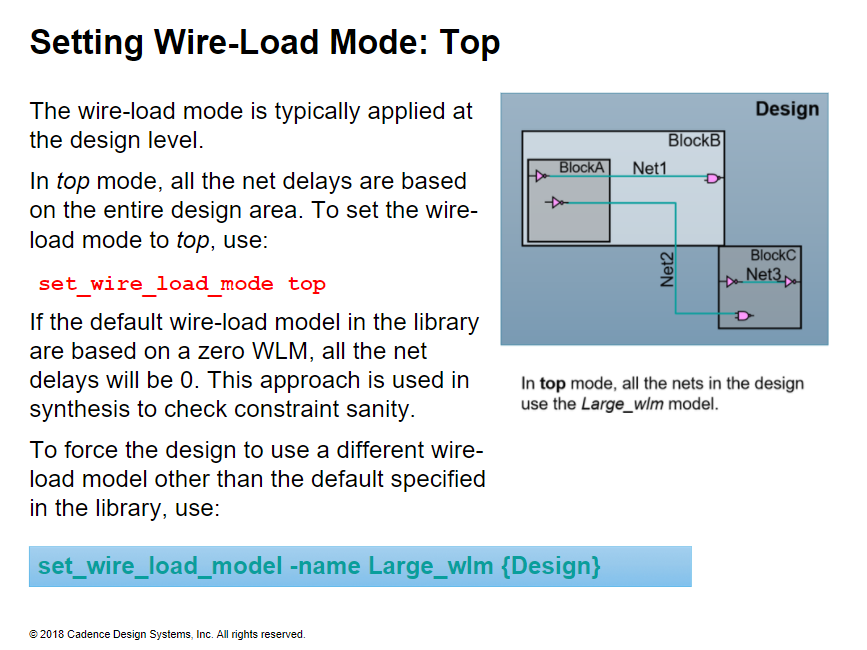 Setting Wire-Load Mode: Top
The wire-load mode is typically applied at
the design level.
In top mode, all the net delays are based
on the entire design area. To set the wire-
load mode to top, use:
set_wire_load_mode top
If the default wire-load model in the library
are based on a zero WLM, all the net
delays will be 0. This approach is used in
synthesis to check constraint sanity.
To force the design to use a different wire-
load model other than the default specified
in the library, use:
set_wire_load_model -name Large_wlm {Design}
Design
BlockB
BlockA
Net1
Net2
BlockC
Net3
In top mode, all the nets in the design
use the Large_wlm model.
© 2018 Cadence Design Systems, Inc. All rights reserved.